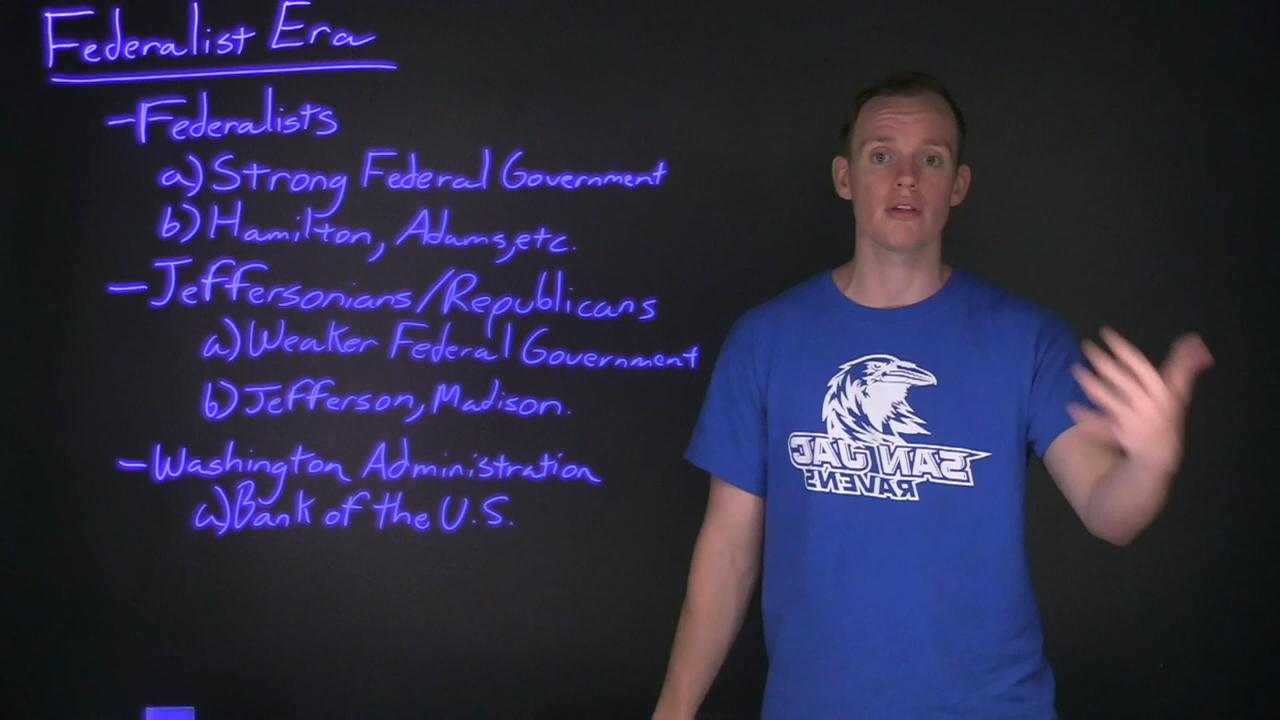 Federalist Era
- Federalists
a) Strong Federal Government
b) Hamilton, Adams, etc.
- Jeffersonians/Republicans
a) Weaker Federal Government
b) Jefferson, Madison.
- Washington Administration
a) Bank of the U.S.
SAN JAC
RAVENS